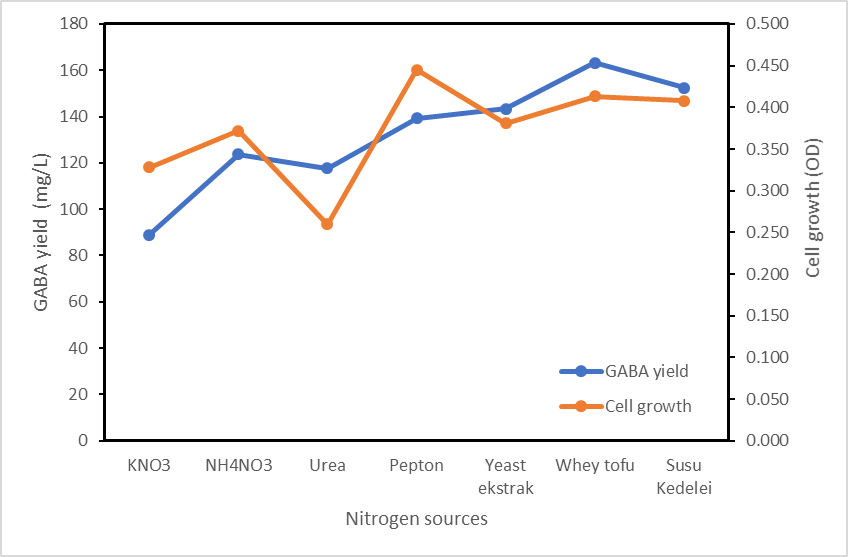 180
160
140
120
100
80
60
40
20
0
GABA yield (mg/L)
0.500
0.450
0.400
0.350
0.300
0.250
0.200
0.150
0.100
0.050
0.000
Cell growth (OD)
GABA yield
Cell growth
KNO3
NH4NO3
Urea
Pepton
Yeast
ekstrak
Whey tofu
Susu
Kedelei
Nitrogen sources